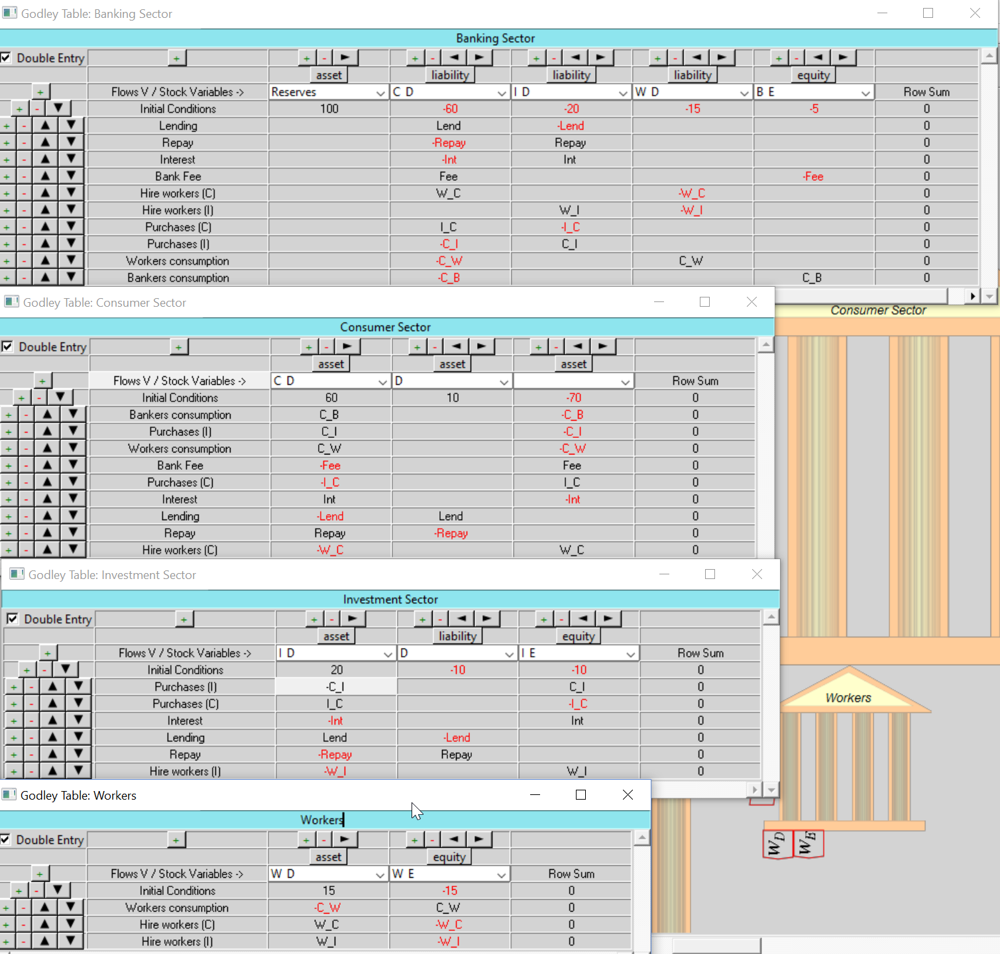 Godley Table: Banking Sector
Banking Sector
Double Entry + + - ► + - ◄ ► + - ◄ ► + - ◄ ► + - ◄ ►
asset liability liability liability equity
+ Flows V / Stock Variables -> Reserves C D I D W D B E Row Sum
+ - ▼ Initial Conditions 100 -60 -20 -15 -5 0
+ - ▲ ▼ Lending Lend -Lend 0
+ - ▲ ▼ Repay -Repay Repay 0
+ - ▲ ▼ Interest -Int Int 0
+ - ▲ ▼ Bank Fee Fee -Fee 0
+ - ▲ ▼ Hire workers (C) W_C -W_C 0
+ - ▲ ▼ Hire workers (I) W_I -W_I 0
+ - ▲ ▼ Purchases (C) I_C -I_C 0
+ - ▲ ▼ Purchases (I) -C_I C_I 0
+ - ▲ ▼ Workers consumption -C_W C_W 0
+ - ▲ ▼ Bankers consumption -C_B C_B 0
Godley Table: Consumer Sector
Consumer Sector
Consumer Sector
Double Entry + + - ► + - ◄ ► + - ◄ ►
asset asset asset
+ Flows V / Stock Variables -> C D D Row Sum
+ - ▼ Initial Conditions 60 10 -70 0
+ - ▲ ▼ Bankers consumption C_B -C_B 0
+ - ▲ ▼ Purchases (I) C_I -C_I 0
+ - ▲ ▼ Workers consumption C_W -C_W 0
+ - ▲ ▼ Bank Fee -Fee Fee 0
+ - ▲ ▼ Purchases (C) -I_C I_C 0
+ - ▲ ▼ Interest Int -Int 0
+ - ▲ ▼ Lending -Lend Lend 0
+ - ▲ ▼ Repay Repay -Repay 0
+ - ▲ ▼ Hire workers (C) -W_C W_C 0
Godley Table: Investment Sector
Investment Sector
Double Entry + + - ► + - ◄ ► + - ◄ ►
asset liability equity
+ Flows V / Stock Variables -> I D D I E Row Sum
+ - ▼ Initial Conditions 20 -10 -10 0
+ - ▲ ▼ Purchases (I) -C_I C_I 0
+ - ▲ ▼ Purchases (C) I_C -I_C 0
+ - ▲ ▼ Interest -Int Int 0
+ - ▲ ▼ Lending Lend -Lend 0
+ - ▲ ▼ Repay -Repay Repay 0
+ - ▲ ▼ Hire workers (I) -W_I W_I 0
Workers
Godley Table: Workers
Workers
Double Entry + + - ► + - ◄ ►
asset equity
+ Flows V / Stock Variables -> W D W E Row Sum
+ - ▼ Initial Conditions 15 -15 0
+ - ▲ ▼ Workers consumption -C_W C_W 0
+ - ▲ ▼ Hire workers (C) W_C -W_C 0
+ - ▲ ▼ Hire workers (I) W_I -W_I 0
W_D W_E